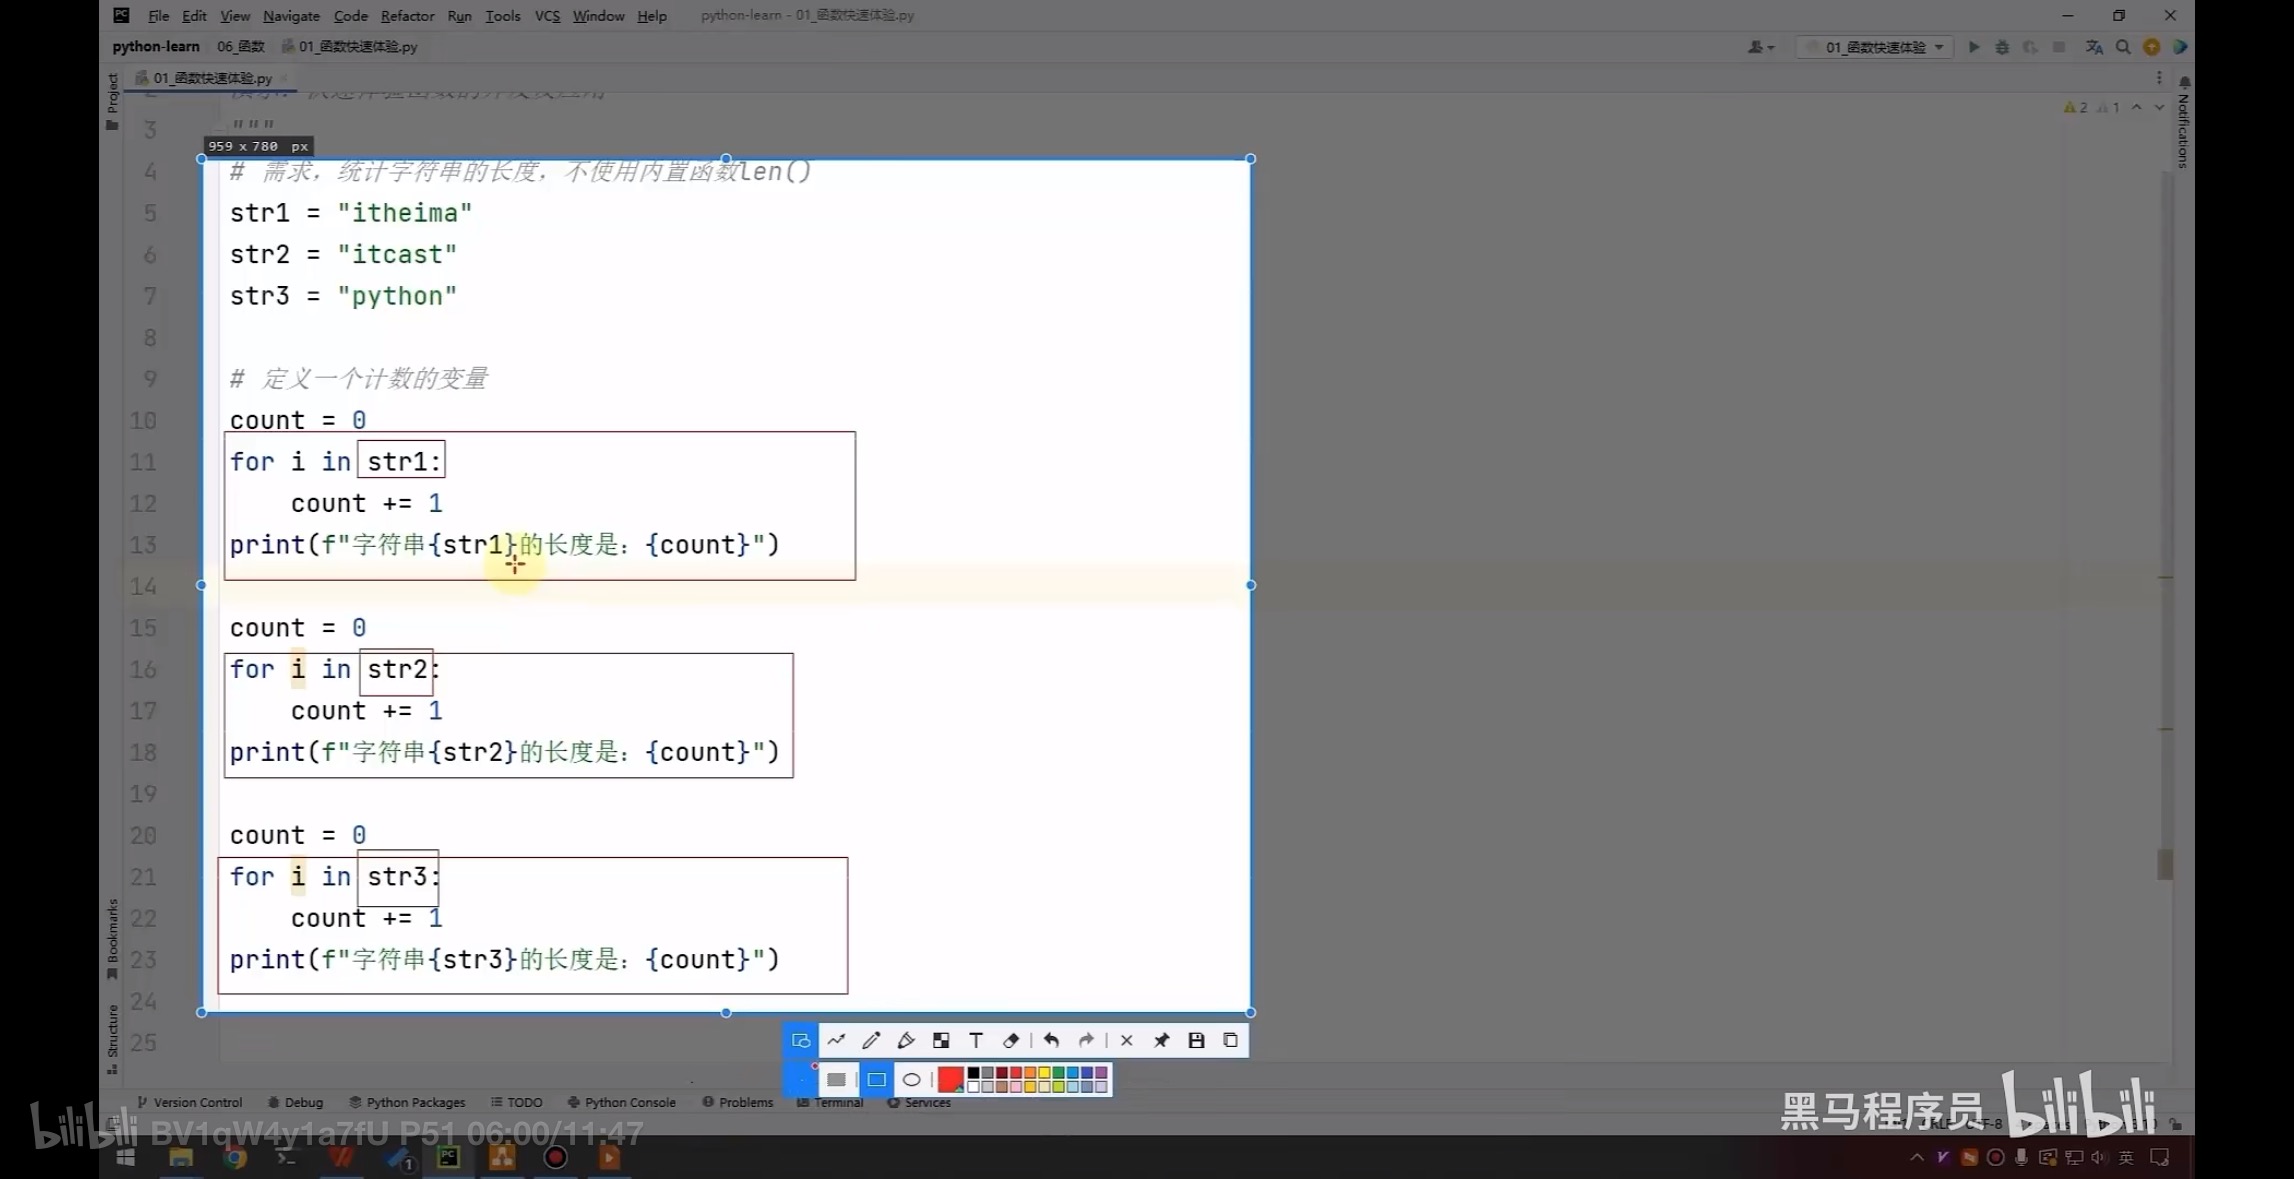 File Edit View Navigate Code Refactor Run Tools VCS Window Help python-learn - 01_函数快速体验.py
python-learn 06_函数 01_函数快速体验.py 01_函数快速体验
Project 01_函数快速体验.py
Notifications
2 1
3 """
959 x 780 px
4 # 需求，统计字符串的长度，不使用内置函数len()
5 str1 = "itheima"
6 str2 = "itcast"
7 str3 = "python"
8
9 # 定义一个计数的变量
10 count = 0
11 for i in str1:
12 count += 1
13 print(f"字符串{str1}的长度是：{count}")
14
15 count = 0
16 for i in str2:
17 count += 1
18 print(f"字符串{str2}的长度是：{count}")
19
20 count = 0
21 for i in str3:
22 count += 1
23 print(f"字符串{str3}的长度是：{count}")
24
25
Bookmarks
Structure
Version Control Debug Python Packages TODO Python Console Problems Terminal Services
黑马程序员 bilibili
bilibili BV1qW4y1a7fU P51 06:00/11:47
英